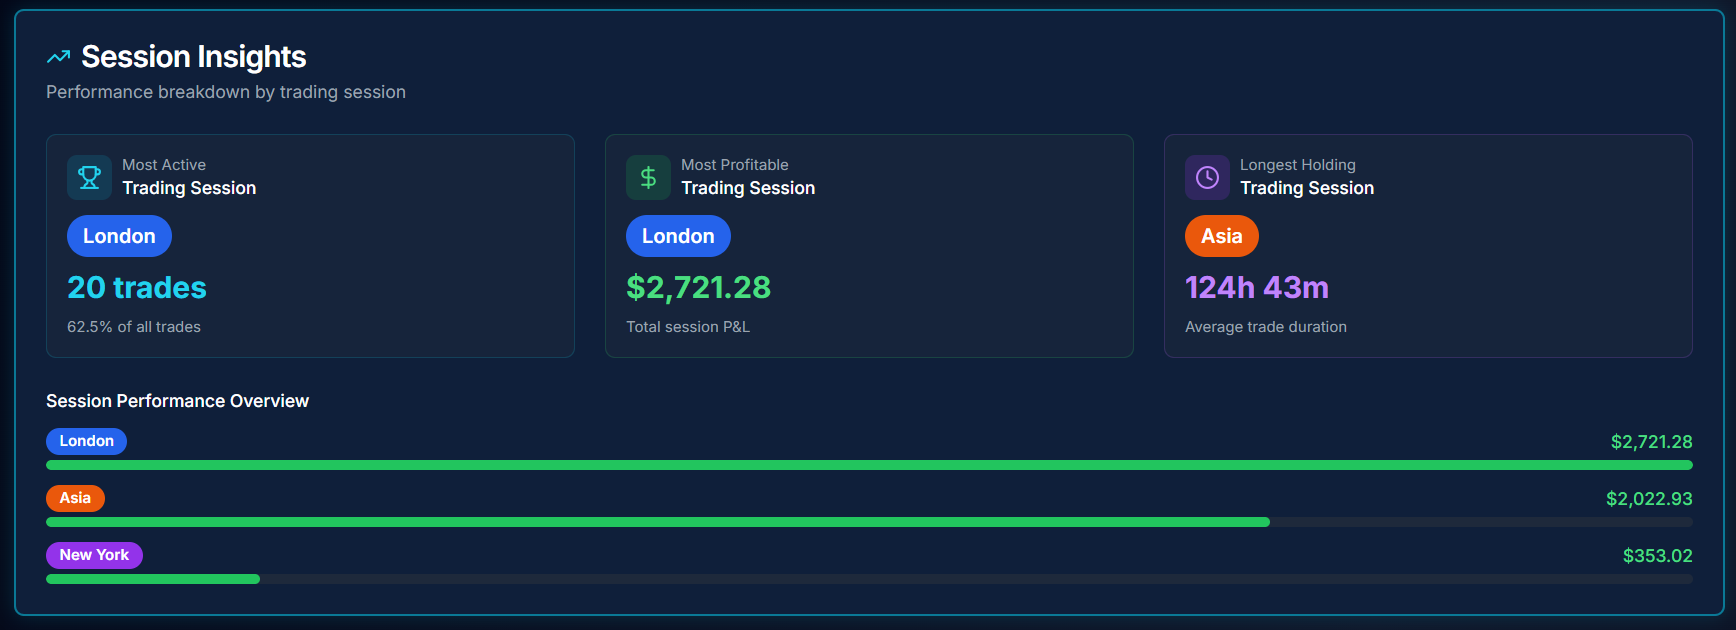 Session Insights
Performance breakdown by trading session
Most Active
Trading Session
London
20 trades
62.5% of all trades
Most Profitable
Trading Session
London
$2,721.28
Total session P&L
Longest Holding
Trading Session
Asia
124h 43m
Average trade duration
Session Performance Overview
London
$2,721.28
Asia
$2,022.93
New York
$353.02